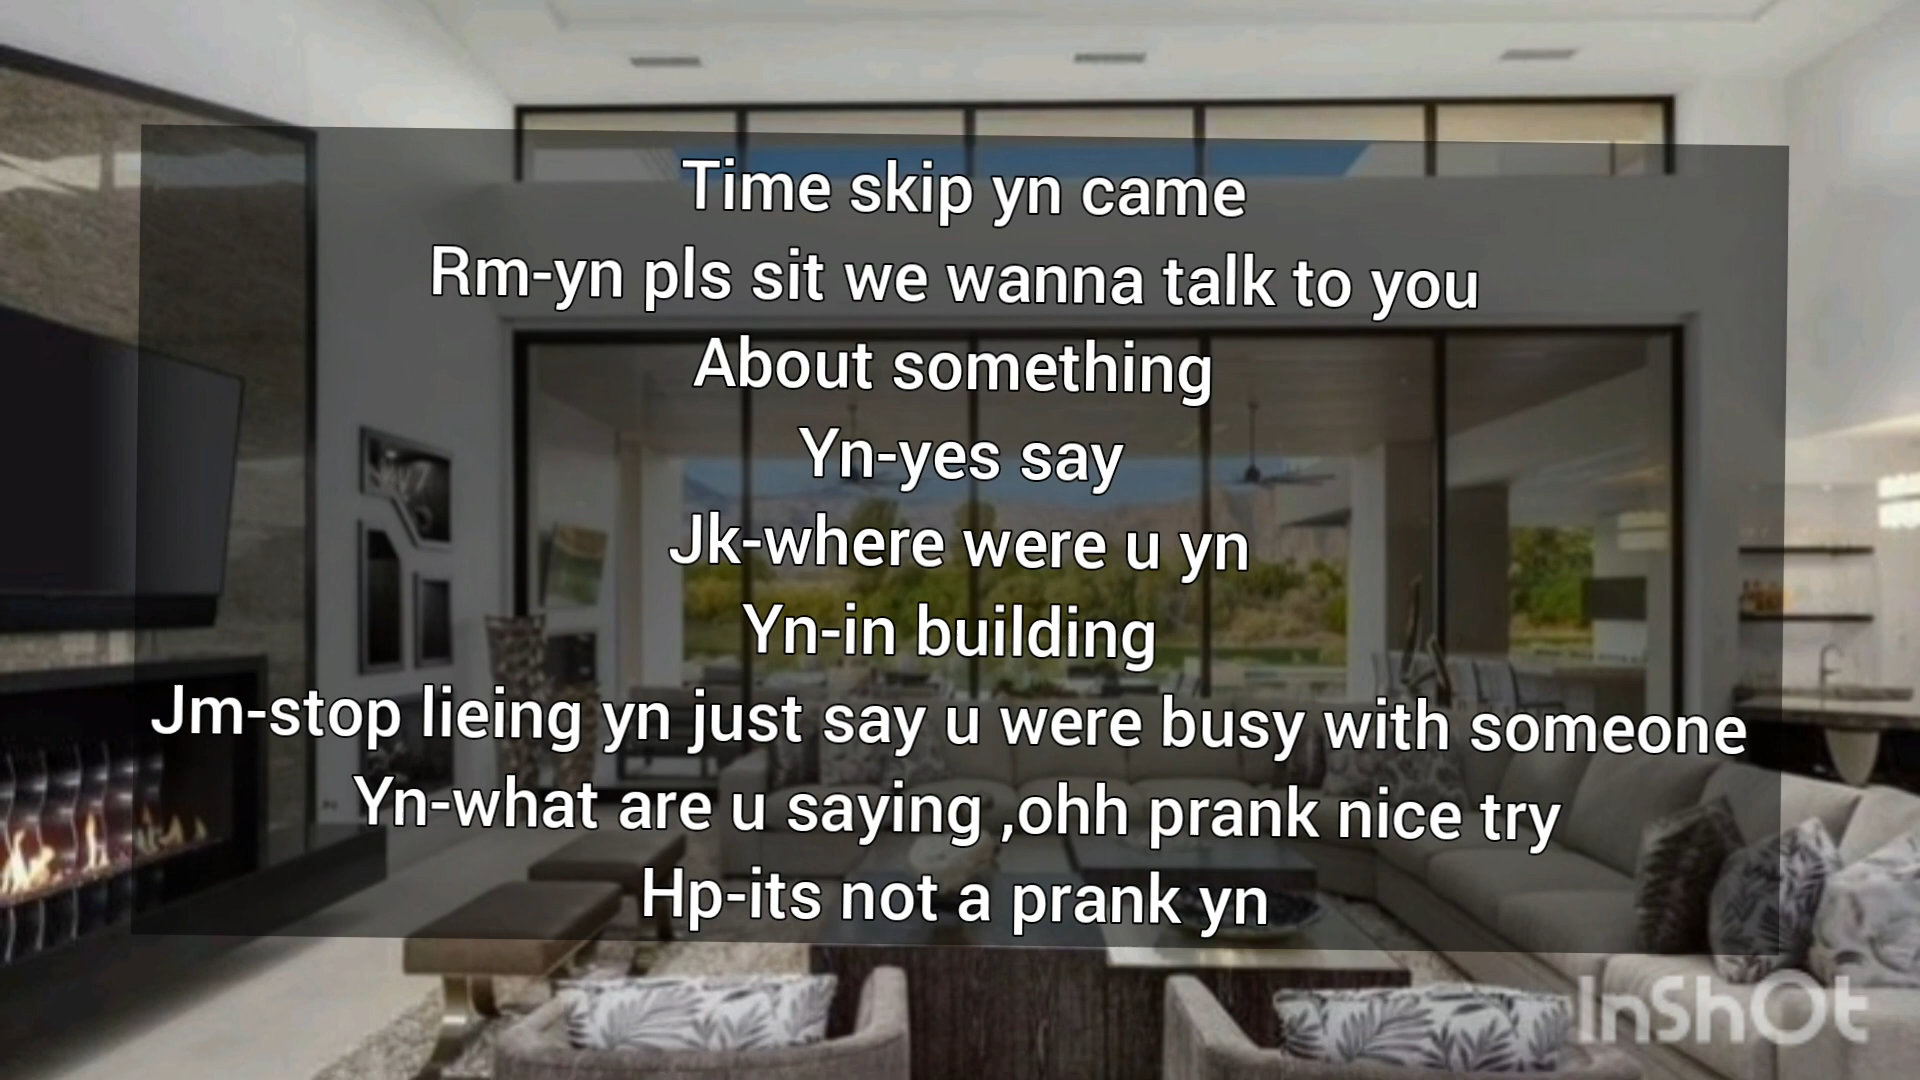 Time skip yn came
Rm-yn pls sit we wanna talk to you
About something
Yn-yes say
Jk-where were u yn
Yn-in building
Jm-stop lieing yn just say u were busy with someone
Yn-what are u saying ,ohh prank nice try
Hp-its not a prank yn
InShOt